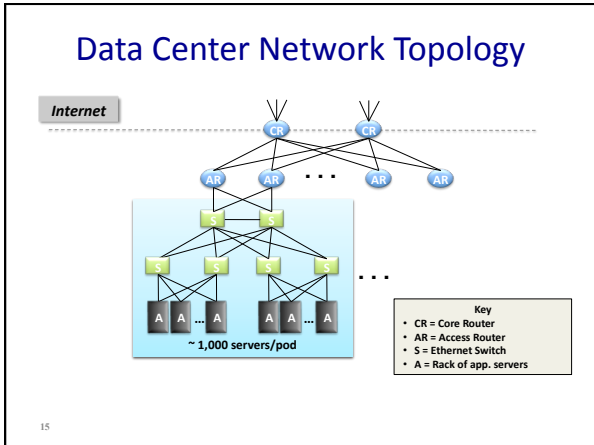 Data Center Network Topology
Internet
CR CR
AR AR . . . AR AR
S S
S S S S
. . .
A A ... A A A ... A
~ 1,000 servers/pod
Key
• CR = Core Router
• AR = Access Router
• S = Ethernet Switch
• A = Rack of app. servers
15